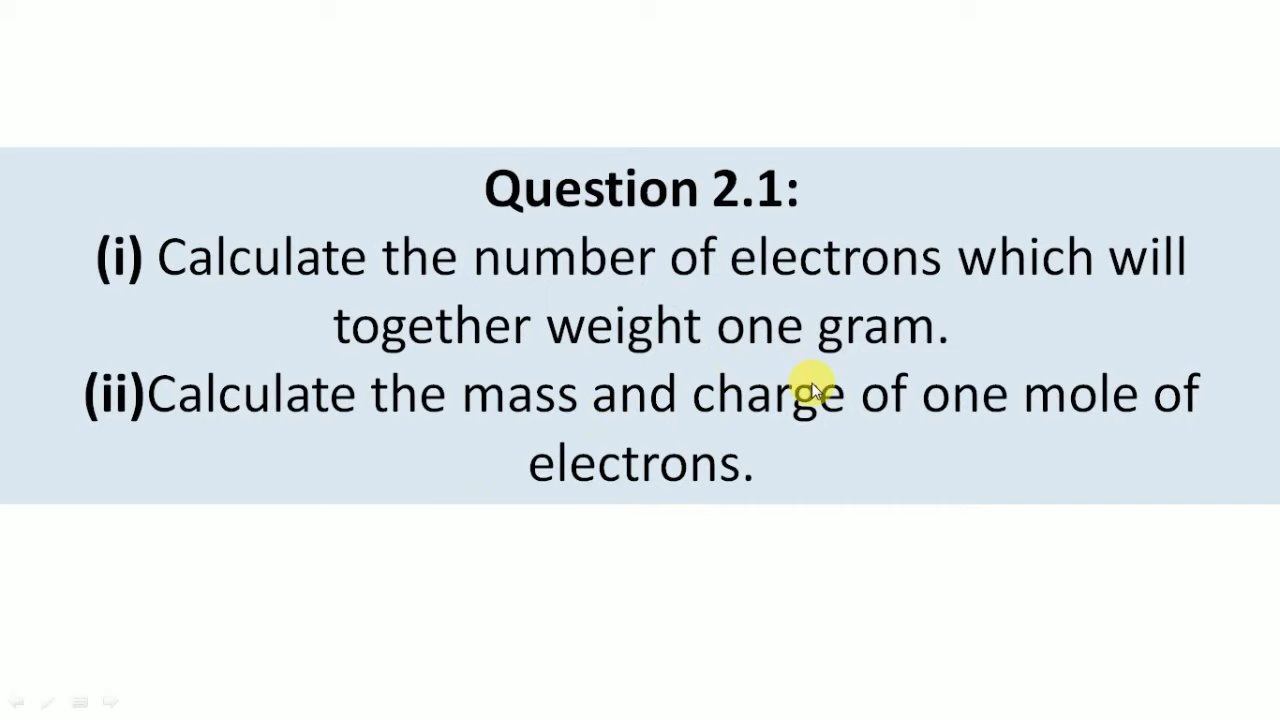 Question 2.1:
(i) Calculate the number of electrons which will
together weight one gram.
(ii)Calculate the mass and charge of one mole of
electrons.